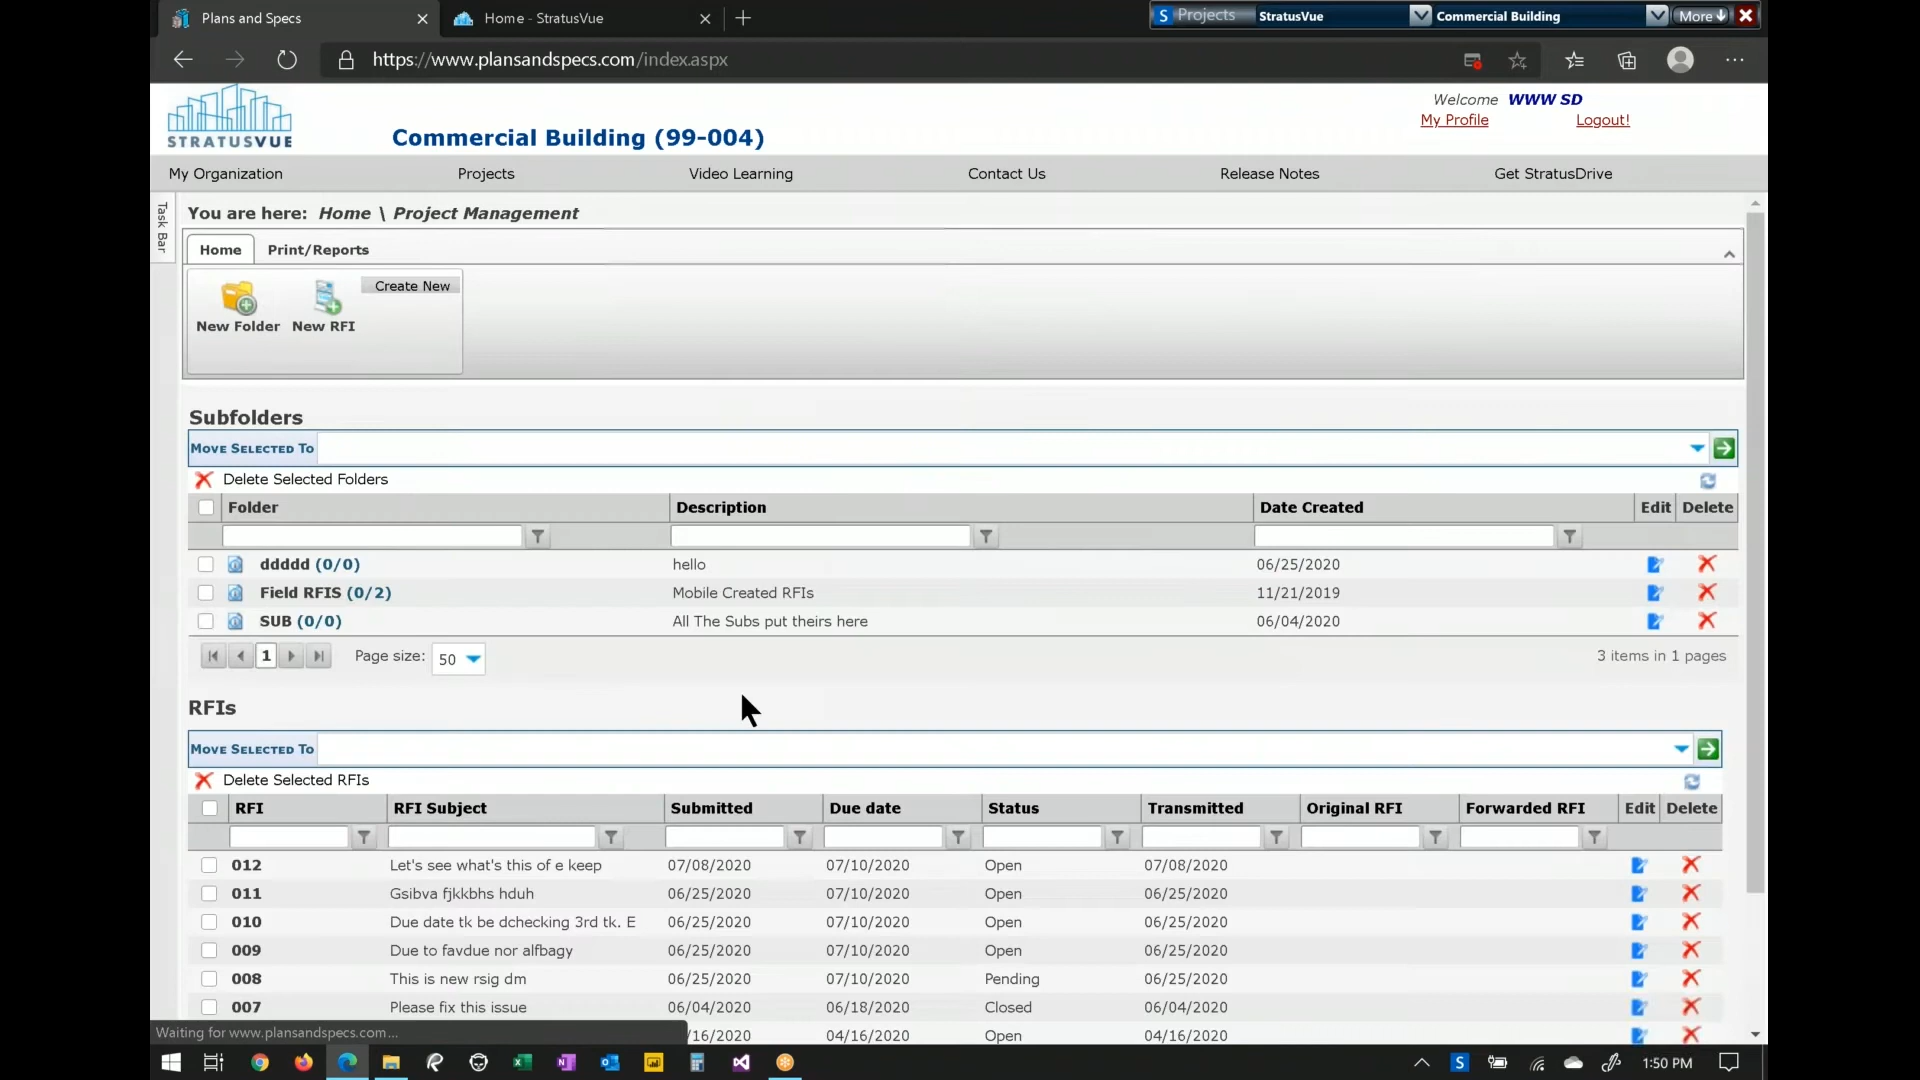 Plans and Specs
Home - StratusVue
S Projects StratusVue Commercial Building More
https://www.plansandspecs.com/index.aspx
STRATUSVUE
Commercial Building (99-004)
Welcome WWW SD
My Profile Logout!
My Organization Projects Video Learning Contact Us Release Notes Get StratusDrive
Task Bar
You are here: Home \ Project Management
Home Print/Reports
Create New
New Folder New RFI
Subfolders
Move Selected To
Delete Selected Folders
Folder Description Date Created Edit Delete
ddddd (0/0) hello 06/25/2020
Field RFIS (0/2) Mobile Created RFIs 11/21/2019
SUB (0/0) All The Subs put theirs here 06/04/2020
1 Page size: 50 3 items in 1 pages
RFIs
Move Selected To
Delete Selected RFIs
RFI RFI Subject Submitted Due date Status Transmitted Original RFI Forwarded RFI Edit Delete
012 Let's see what's this of e keep 07/08/2020 07/10/2020 Open 07/08/2020
011 Gsibva fjkkbhs hduh 06/25/2020 07/10/2020 Open 06/25/2020
010 Due date tk be dchecking 3rd tk. E 06/25/2020 07/10/2020 Open 06/25/2020
009 Due to favdue nor alfbagy 06/25/2020 07/10/2020 Open 06/25/2020
008 This is new rsig dm 06/25/2020 07/10/2020 Pending 06/25/2020
007 Please fix this issue 06/04/2020 06/18/2020 Closed 06/04/2020
Waiting for www.plansandspecs.com... /16/2020 04/16/2020 Open 04/16/2020
S 1:50 PM